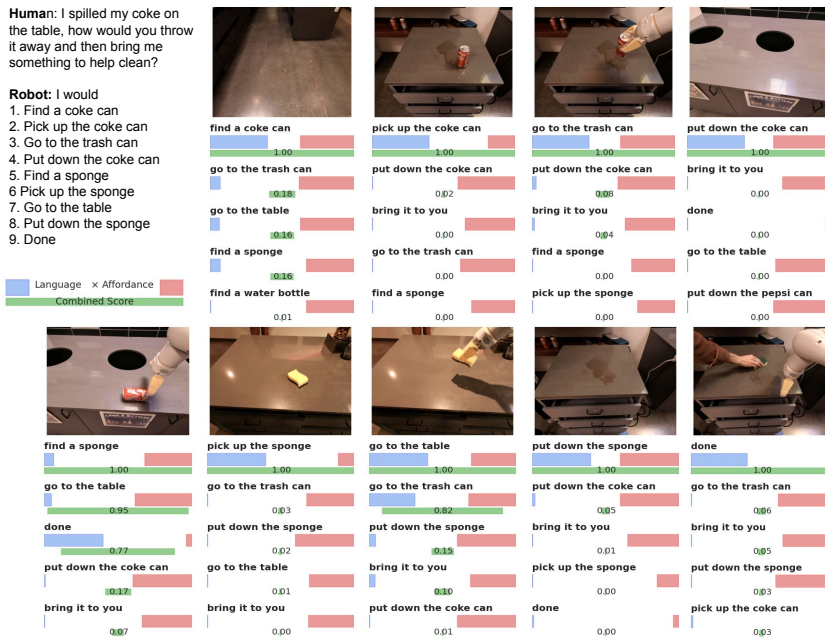 Human: I spilled my coke on
the table, how would you throw
it away and then bring me
something to help clean?
Robot: I would
1. Find a coke can
2. Pick up the coke can
3. Go to the trash can
4. Put down the coke can
5. Find a sponge
6 Pick up the sponge
7. Go to the table
8. Put down the sponge
9. Done
Language × Affordance
Combined Score
find a coke can
1.00
go to the trash can
0.18
go to the table
0.16
find a sponge
0.16
find a water bottle
0.01
pick up the coke can
1.00
put down the coke can
0.02
bring it to you
0.00
go to the trash can
0.00
find a sponge
0.00
go to the trash can
1.00
put down the coke can
0.08
bring it to you
0.04
find a sponge
0.00
pick up the sponge
0.00
put down the coke can
1.00
bring it to you
0.00
done
0.00
go to the table
0.00
put down the pepsi can
0.00
find a sponge
1.00
go to the table
0.95
done
0.77
put down the coke can
0.17
bring it to you
0.07
pick up the sponge
1.00
go to the trash can
0.03
put down the sponge
0.02
go to the table
0.01
bring it to you
0.00
go to the table
1.00
go to the trash can
0.82
put down the sponge
0.15
bring it to you
0.10
put down the coke can
0.01
put down the sponge
1.00
put down the coke can
0.05
bring it to you
0.01
pick up the sponge
0.00
done
0.00
done
1.00
go to the trash can
0.06
bring it to you
0.05
put down the sponge
0.03
pick up the coke can
0.03